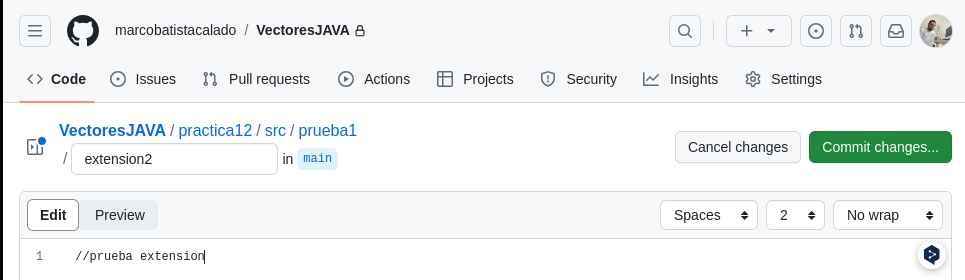 marcobatistacalado / VectoresJAVA
Code Issues Pull requests Actions Projects Security Insights Settings
VectoresJAVA / practica12 / src / prueba1
/ extension2 in main
Cancel changes Commit changes...
Edit Preview Spaces 2 No wrap
1 //prueba extension